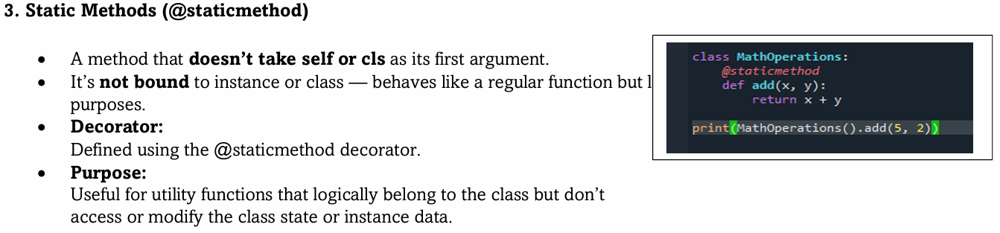 3. Static Methods (@staticmethod)
• A method that doesn’t take self or cls as its first argument.
• It’s not bound to instance or class — behaves like a regular function but
purposes.
• Decorator:
Defined using the @staticmethod decorator.
• Purpose:
Useful for utility functions that logically belong to the class but don’t
access or modify the class state or instance data.
class MathOperations:
@staticmethod
def add(x, y):
return x + y
print(MathOperations().add(5, 2))